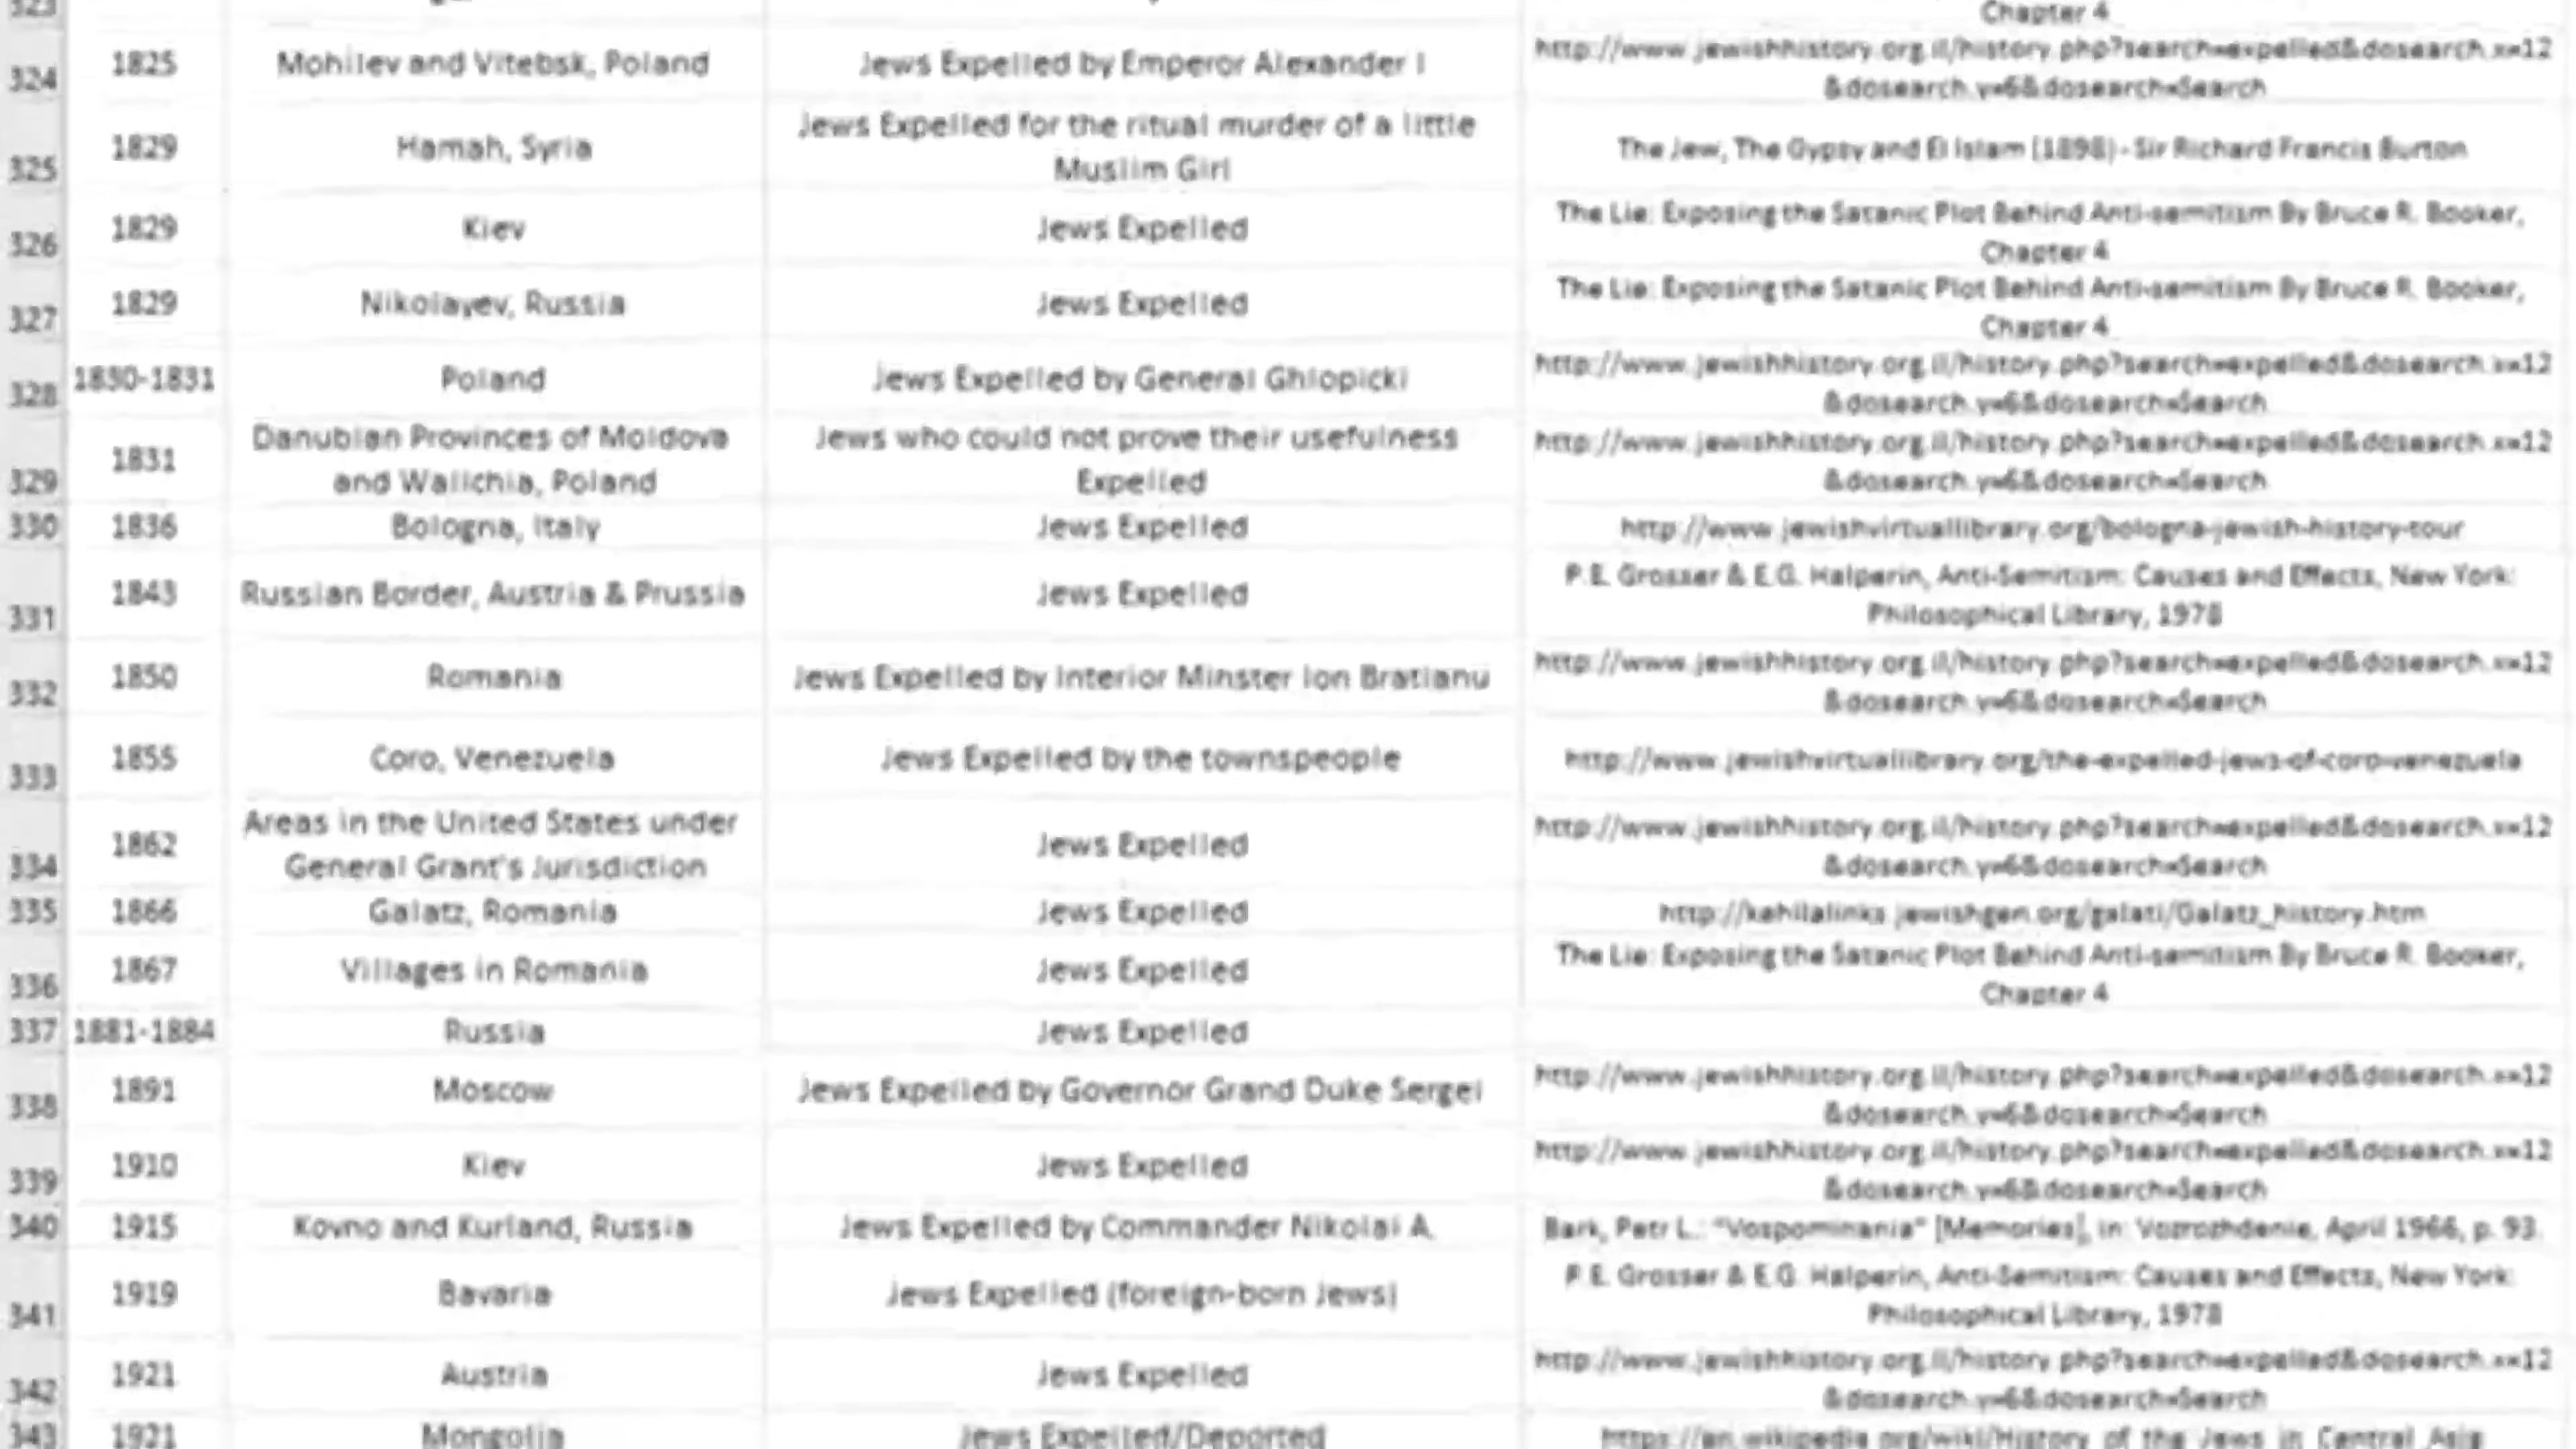 323
Chapter 4
324 1825 Mohilev and Vitebsk, Poland Jews Expelled by Emperor Alexander I http://www.jewishhistory.org.il/history.php?search=expelled&dosearch.x=12
&dosearch.y=6&dosearch=Search
325 1829 Hamah, Syria Jews Expelled for the ritual murder of a little
Muslim Girl The Jew, The Gypsy and El Islam (1898) - Sir Richard Francis Burton
326 1829 Kiev Jews Expelled The Lie: Exposing the Satanic Plot Behind Anti-semitism By Bruce R. Booker,
Chapter 4
327 1829 Nikolayev, Russia Jews Expelled The Lie: Exposing the Satanic Plot Behind Anti-semitism By Bruce R. Booker,
Chapter 4
328 1830-1831 Poland Jews Expelled by General Ghlopicki http://www.jewishhistory.org.il/history.php?search=expelled&dosearch.x=12
&dosearch.y=6&dosearch=Search
329 1831 Danubian Provinces of Moldova
and Wallchia, Poland Jews who could not prove their usefulness
Expelled http://www.jewishhistory.org.il/history.php?search=expelled&dosearch.x=12
&dosearch.y=6&dosearch=Search
330 1836 Bologna, Italy Jews Expelled http://www.jewishvirtuallibrary.org/bologna-jewish-history-tour
331 1843 Russian Border, Austria & Prussia Jews Expelled P.E. Grosser & E.G. Halperin, Anti-Semitism: Causes and Effects, New York:
Philosophical Library, 1978
332 1850 Romania Jews Expelled by Interior Minster Ion Bratianu http://www.jewishhistory.org.il/history.php?search=expelled&dosearch.x=12
&dosearch.y=6&dosearch=Search
333 1855 Coro, Venezuela Jews Expelled by the townspeople http://www.jewishvirtuallibrary.org/the-expelled-jews-of-coro-venezuela
334 1862 Areas in the United States under
General Grant's Jurisdiction Jews Expelled http://www.jewishhistory.org.il/history.php?search=expelled&dosearch.x=12
&dosearch.y=6&dosearch=Search
335 1866 Galatz, Romania Jews Expelled http://kehilalinks.jewishgen.org/galati/Galatz_history.htm
336 1867 Villages in Romania Jews Expelled The Lie: Exposing the Satanic Plot Behind Anti-semitism By Bruce R. Booker,
Chapter 4
337 1881-1884 Russia Jews Expelled
338 1891 Moscow Jews Expelled by Governor Grand Duke Sergei http://www.jewishhistory.org.il/history.php?search=expelled&dosearch.x=12
&dosearch.y=6&dosearch=Search
339 1910 Kiev Jews Expelled http://www.jewishhistory.org.il/history.php?search=expelled&dosearch.x=12
&dosearch.y=6&dosearch=Search
340 1915 Kovno and Kurland, Russia Jews Expelled by Commander Nikolai A. Bark, Petr L.: "Vospominania" [Memories], in: Vozrozhdenie, April 1966, p. 93.
341 1919 Bavaria Jews Expelled (foreign-born Jews) P.E. Grosser & E.G. Halperin, Anti-Semitism: Causes and Effects, New York:
Philosophical Library, 1978
342 1921 Austria Jews Expelled http://www.jewishhistory.org.il/history.php?search=expelled&dosearch.x=12
&dosearch.y=6&dosearch=Search
343 1921 Mongolia Jews Expelled/Deported https://en.wikipedia.org/wiki/History_of_the_Jews_in_Central_Asia